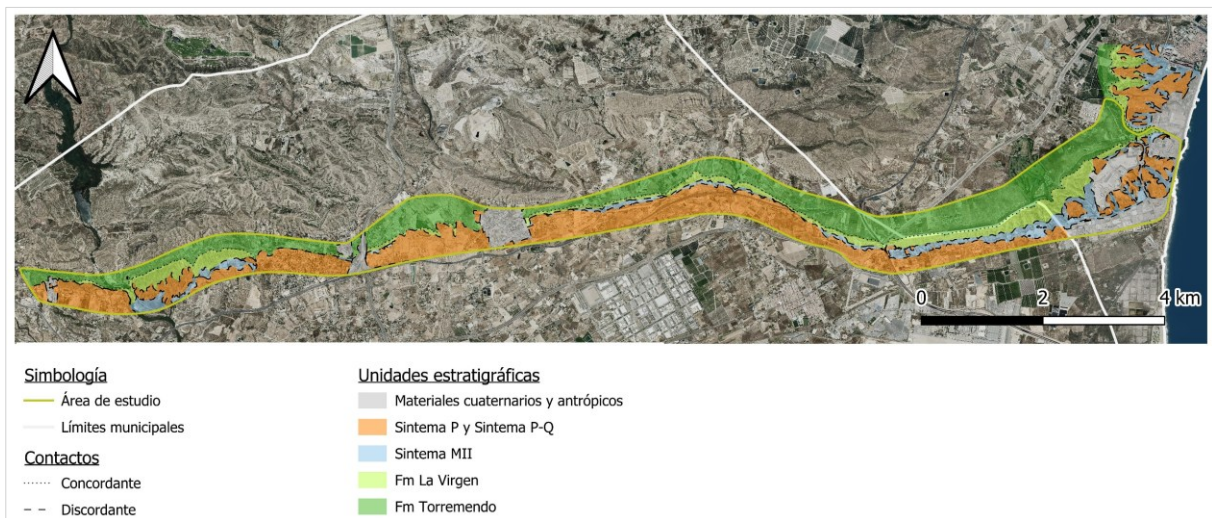 0 2 4 km
Simbología
Área de estudio
Límites municipales
Contactos
Concordante
Discordante
Unidades estratigráficas
Materiales cuaternarios y antrópicos
Sintema P y Sintema P-Q
Sintema MII
Fm La Virgen
Fm Torremendo